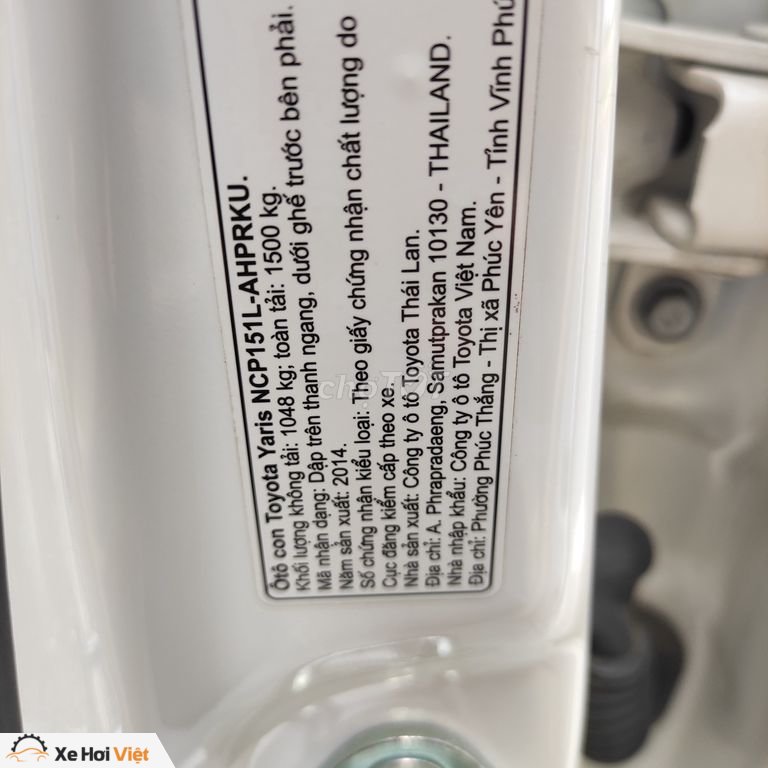 Ôtô con Toyota Yaris NCP151L-AHPRKU.
Khối lượng không tải: 1048 kg; toàn tải: 1500 kg.
Mã nhận dạng: Dập trên thanh ngang, dưới ghế trước bên phải.
Năm sản xuất: 2014.
Số chứng nhận kiểu loại: Theo giấy chứng nhận chất lượng do
Cục đăng kiểm cấp theo xe.
Nhà sản xuất: Công ty ô tô Toyota Thái Lan.
Địa chỉ: A. Phrapradaeng, Samutprakan 10130 - THAILAND.
Nhà nhập khẩu: Công ty ô tô Toyota Việt Nam.
Địa chỉ: Phường Phúc Thắng - Thị xã Phúc Yên - Tỉnh Vĩnh Phú
chợTỐT
Xe Hơi Việt